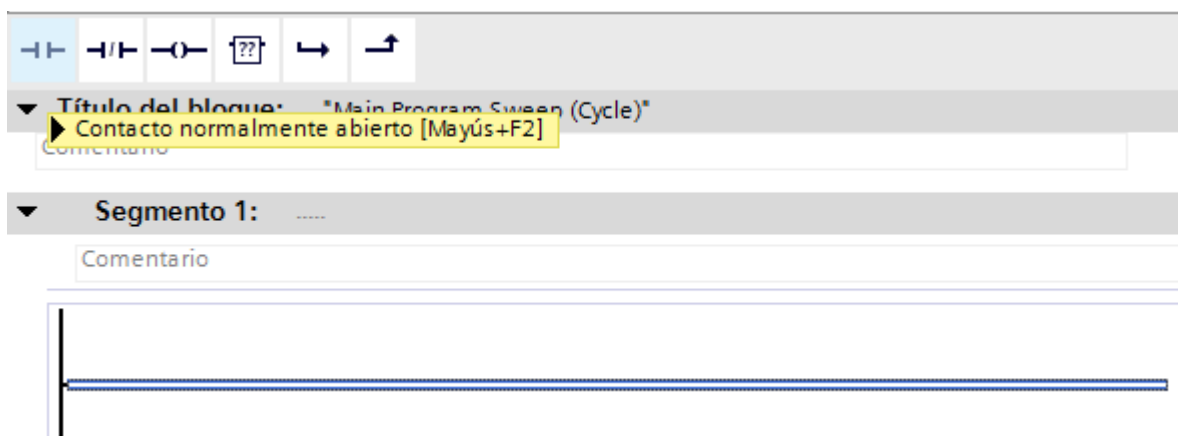 ??
Título del bloque: "Main Program Sweep (Cycle)"
Contacto normalmente abierto [Mayús+F2]
Comentario
Segmento 1: .....
Comentario